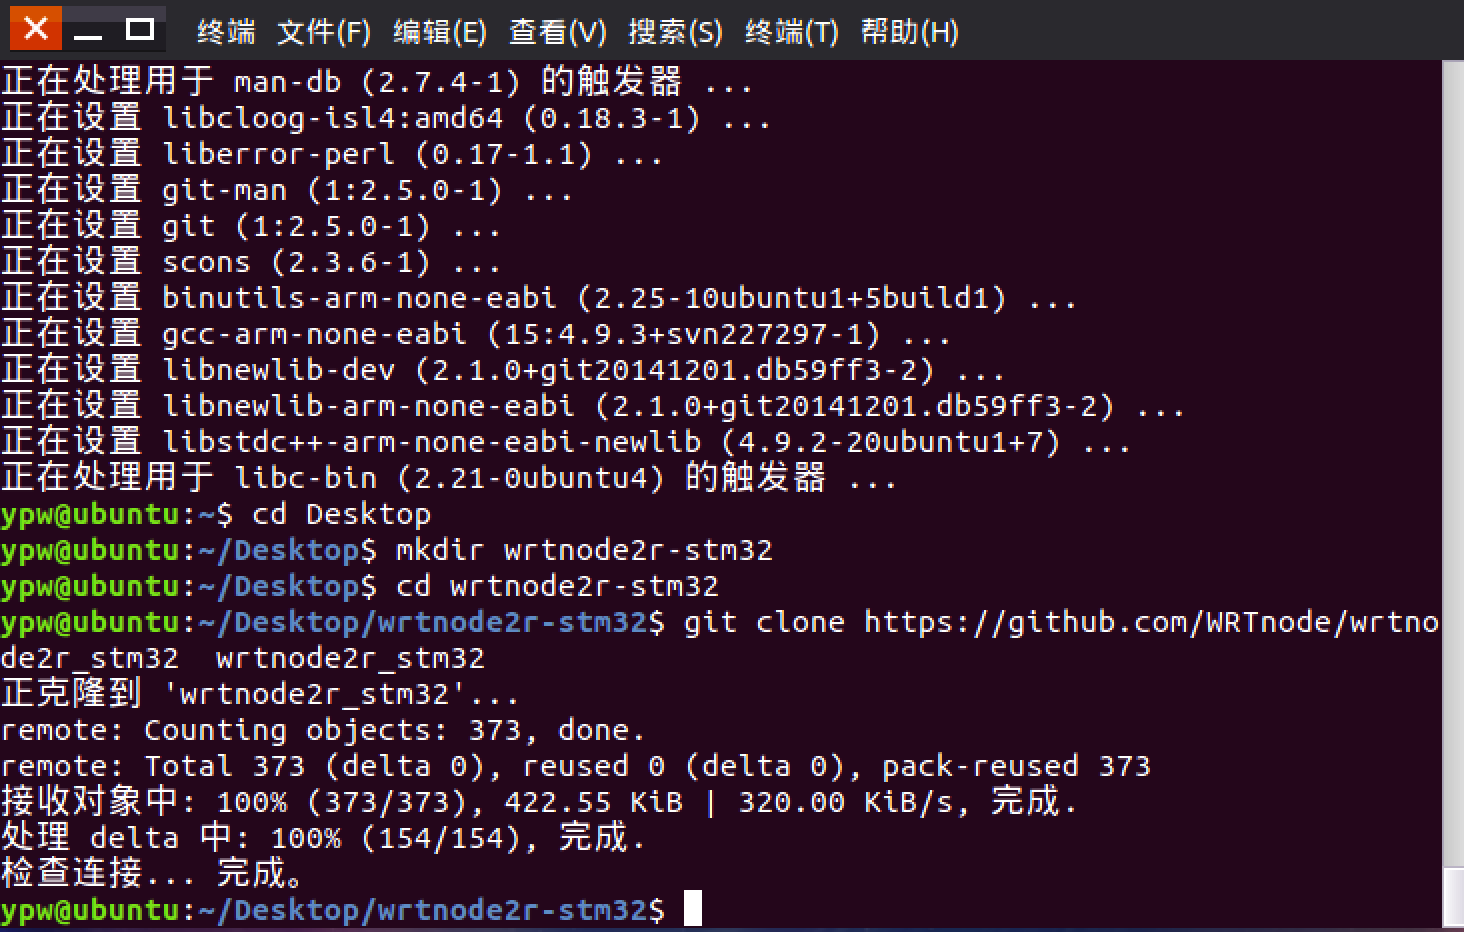 终端 文件(F) 编辑(E) 查看(V) 搜索(S) 终端(T) 帮助(H)
正在处理用于 man-db (2.7.4-1) 的触发器 ...
正在设置 libcloog-isl4:amd64 (0.18.3-1) ...
正在设置 liberror-perl (0.17-1.1) ...
正在设置 git-man (1:2.5.0-1) ...
正在设置 git (1:2.5.0-1) ...
正在设置 scons (2.3.6-1) ...
正在设置 binutils-arm-none-eabi (2.25-10ubuntu1+5build1) ...
正在设置 gcc-arm-none-eabi (15:4.9.3+svn227297-1) ...
正在设置 libnewlib-dev (2.1.0+git20141201.db59ff3-2) ...
正在设置 libnewlib-arm-none-eabi (2.1.0+git20141201.db59ff3-2) ...
正在设置 libstdc++-arm-none-eabi-newlib (4.9.2-20ubuntu1+7) ...
正在处理用于 libc-bin (2.21-0ubuntu4) 的触发器 ...
ypw@ubuntu:~$ cd Desktop
ypw@ubuntu:~/Desktop$ mkdir wrtnode2r-stm32
ypw@ubuntu:~/Desktop$ cd wrtnode2r-stm32
ypw@ubuntu:~/Desktop/wrtnode2r-stm32$ git clone https://github.com/WRTnode/wrtno
de2r_stm32  wrtnode2r_stm32
正克隆到 'wrtnode2r_stm32'...
remote: Counting objects: 373, done.
remote: Total 373 (delta 0), reused 0 (delta 0), pack-reused 373
接收对象中: 100% (373/373), 422.55 KiB | 320.00 KiB/s, 完成.
处理 delta 中: 100% (154/154), 完成.
检查连接... 完成。
ypw@ubuntu:~/Desktop/wrtnode2r-stm32$